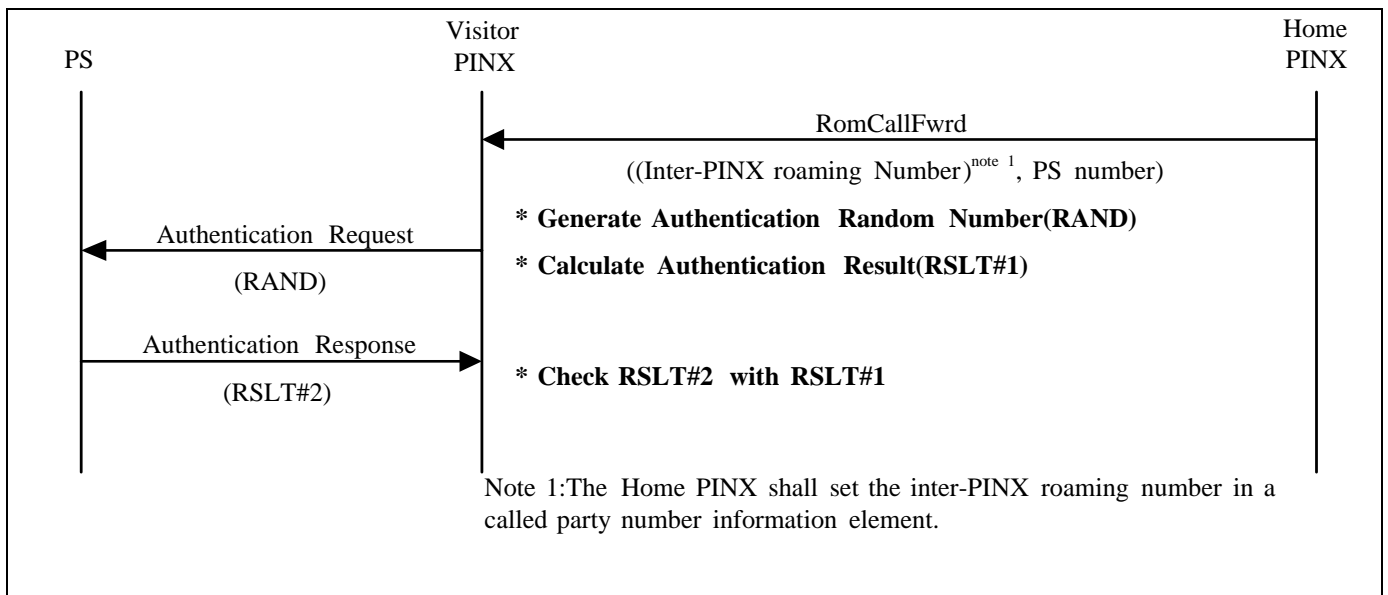 PS
Visitor
PINX
Home
PINX
RomCallFwrd
((Inter-PINX roaming Number)note 1, PS number)
* Generate Authentication Random Number(RAND)
Authentication Request
(RAND)
* Calculate Authentication Result(RSLT#1)
Authentication Response
(RSLT#2)
* Check RSLT#2 with RSLT#1
Note 1:The Home PINX shall set the inter-PINX roaming number in a
called party number information element.